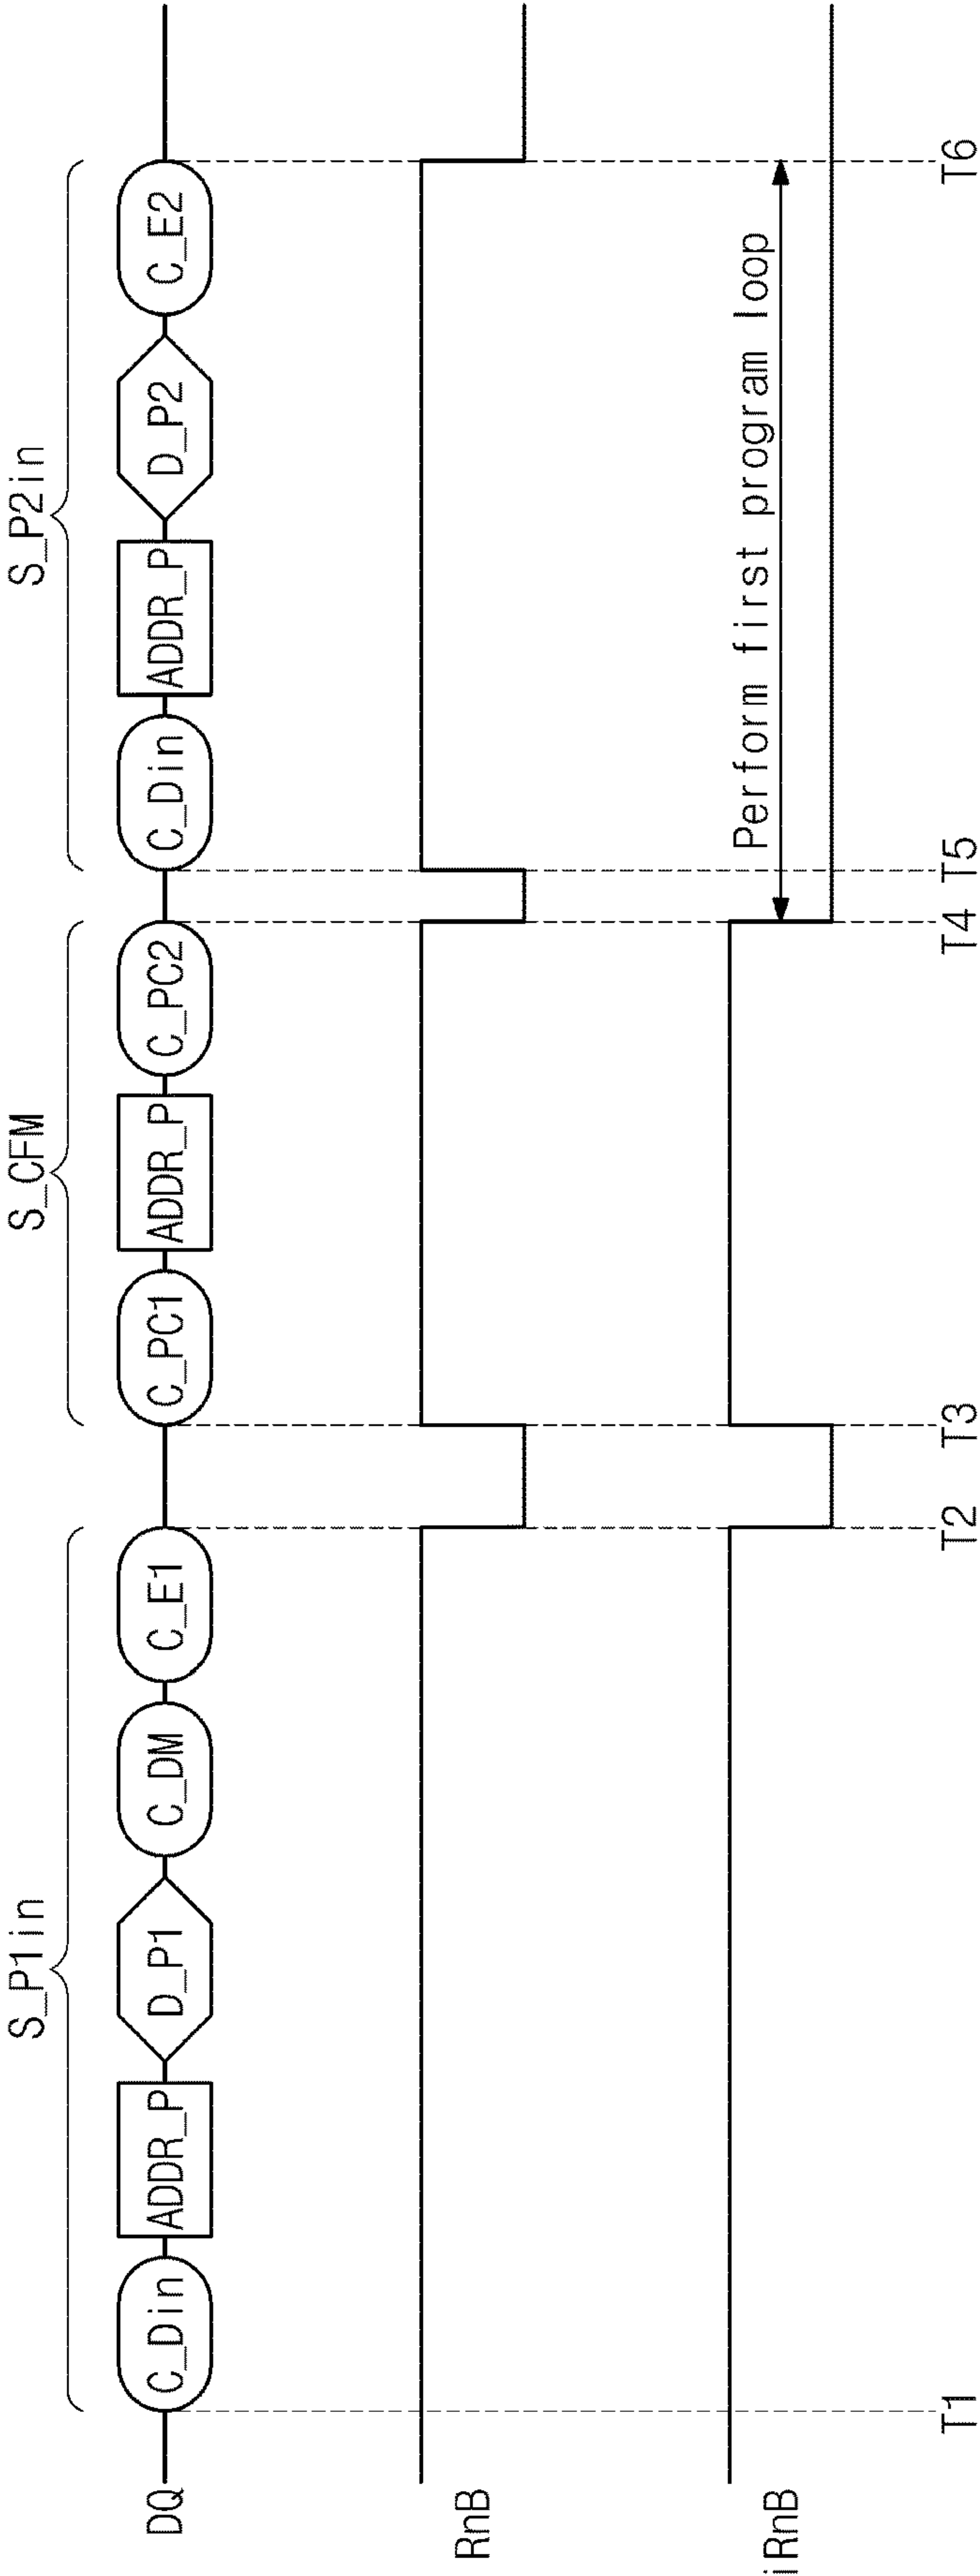 S_P1in
S_CFM
S_P2in
DQ
C_Din
ADDR_P
D_P1
C_DM
C_E1
C_PC1
ADDR_P
C_PC2
C_Din
ADDR_P
D_P2
C_E2
RnB
iRnB
Perform first program loop
T1
T2
T3
T4
T5
T6